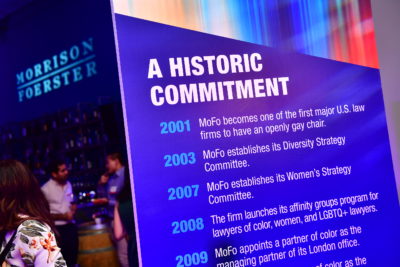 MORRISON
FOERSTER
A HISTORIC
COMMITMENT
2001 MoFo becomes one of the first major U.S. law
firms to have an openly gay chair.
2003 MoFo establishes its Diversity Strategy
Committee.
2007 MoFo establishes its Women's Strategy
Committee.
2008 The firm launches its affinity groups program for
lawyers of color, women, and LGBTQ+ lawyers.
2009 MoFo appoints a partner of color as the
managing partner of its London office.
of color as